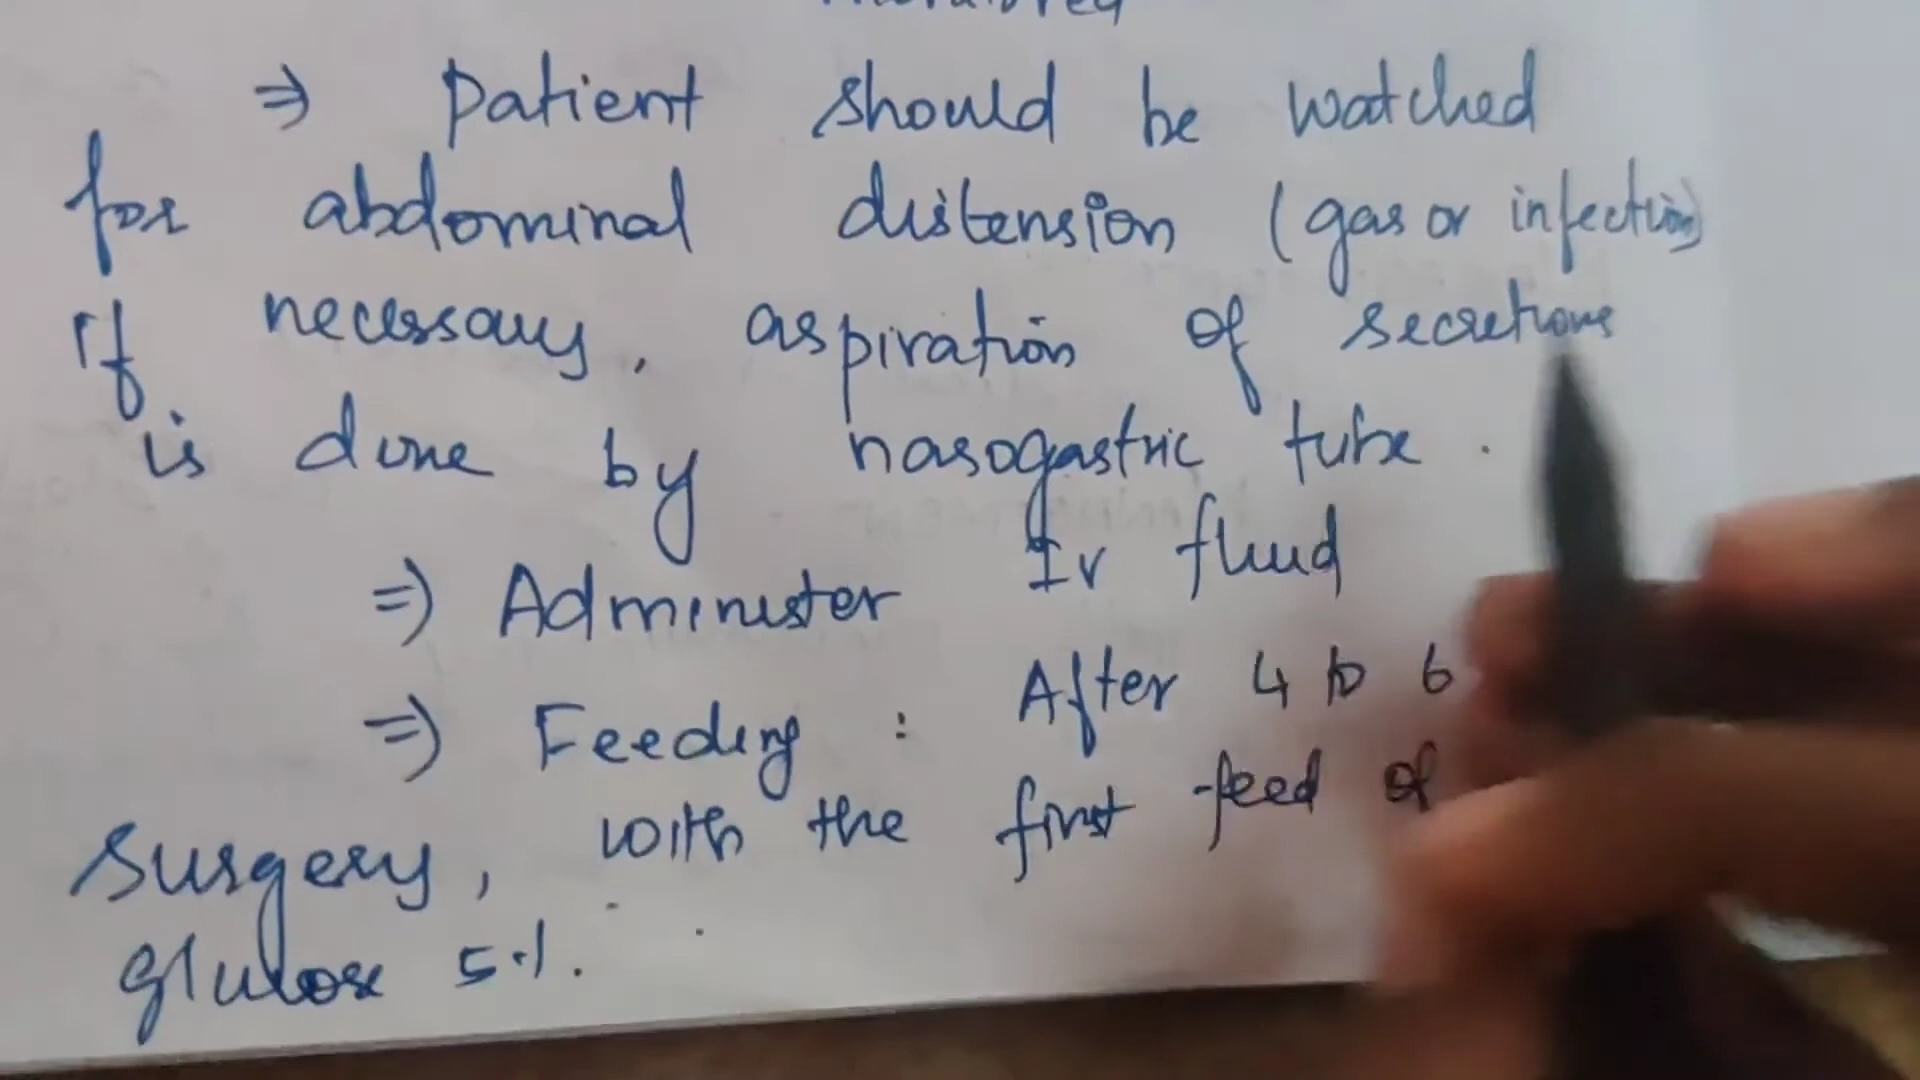 ⇒ Patient should be watched
for abdominal distension (gas or infection)
If necessary, aspiration of secretions
is done by nasogastric tube.
⇒ Administer IV fluid
⇒ Feeding : After 4 to 6
surgery, with the first feed of
glucose 5%.